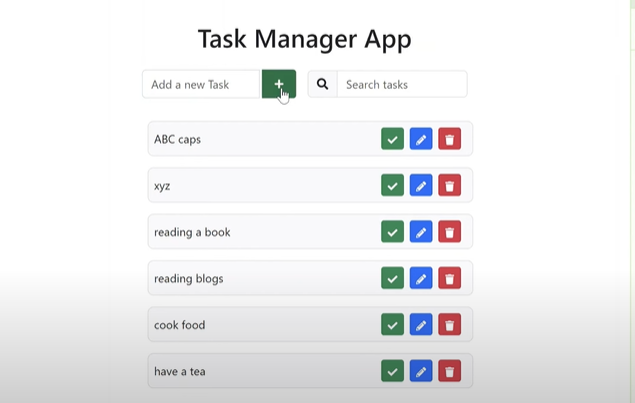 Task Manager App
Add a new Task
Search tasks
ABC caps
xyz
reading a book
reading blogs
cook food
have a tea